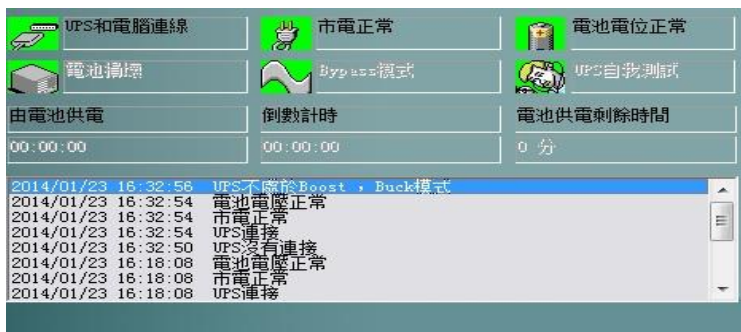 UPS和電腦連線 市電正常 電池電位正常
電池損壞 Bypass模式 UPS自我測試
由電池供電 倒數計時 電池供電剩餘時間
00:00:00 00:00:00 0 分
2014/01/23 16:32:56 UPS不處於Boost , Buck模式
2014/01/23 16:32:54 電池電壓正常
2014/01/23 16:32:54 市電正常
2014/01/23 16:32:54 UPS連接
2014/01/23 16:32:50 UPS沒有連接
2014/01/23 16:18:08 電池電壓正常
2014/01/23 16:18:08 市電正常
2014/01/23 16:18:08 UPS連接